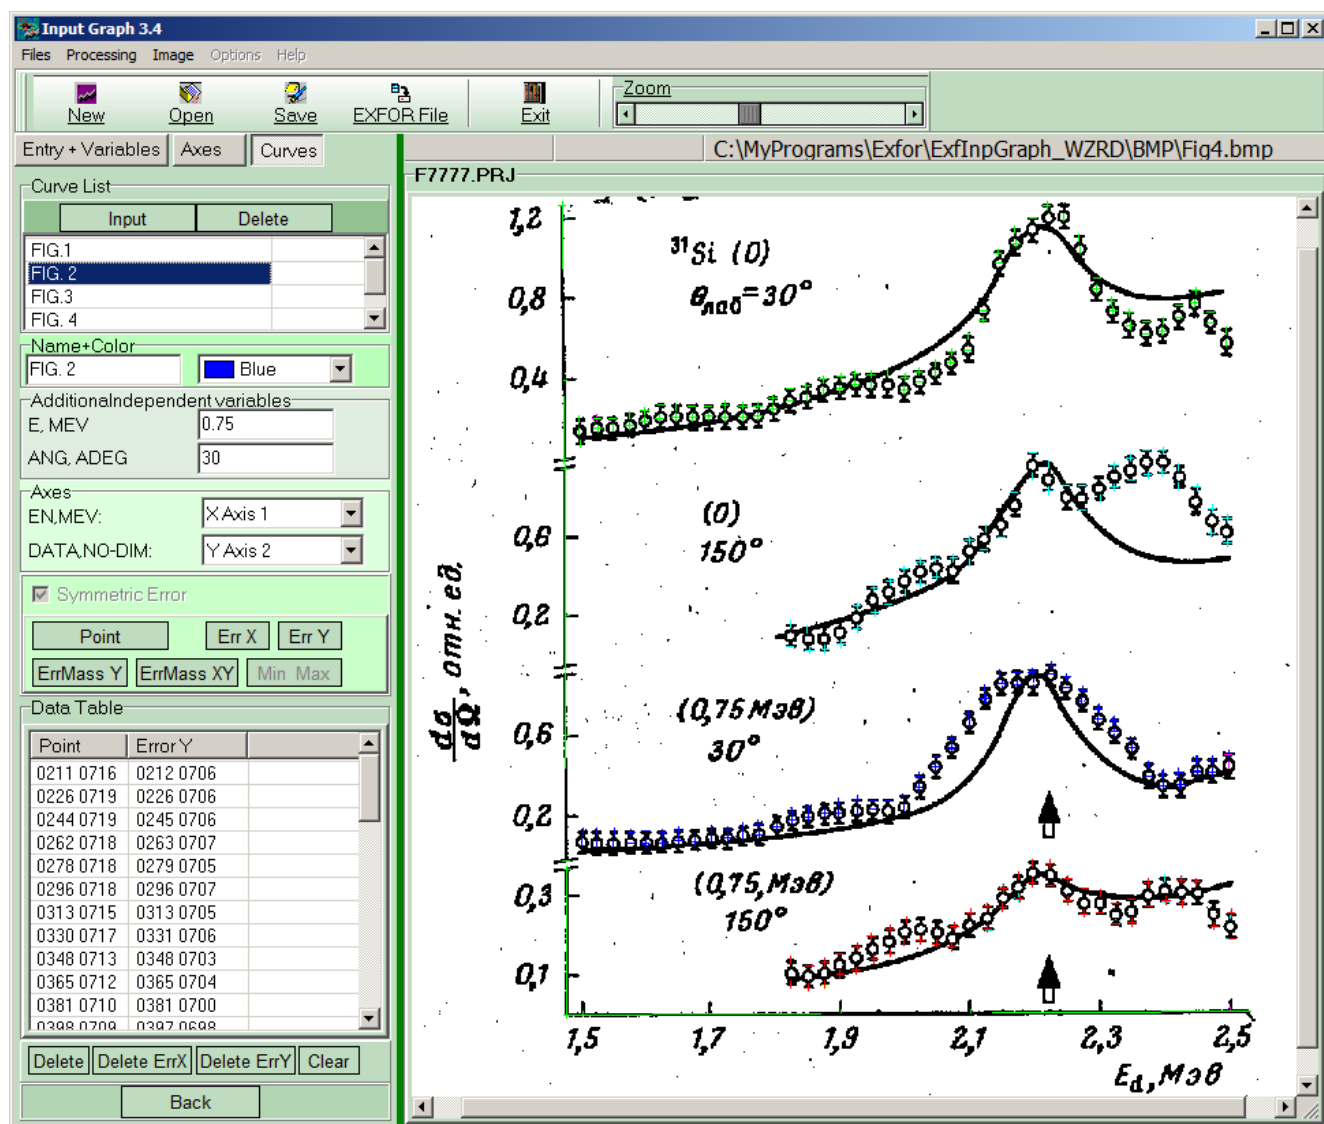 Input Graph 3.4
Files Processing Image Options Help
New Open Save EXFOR File Exit Zoom
Entry + Variables Axes Curves
C:\MyPrograms\Exfor\ExfInpGraph_WZRD\BMP\Fig4.bmp
F7777.PRJ
Curve List
Input Delete
FIG.1
FIG. 2
FIG.3
FIG. 4
Name+Color
FIG. 2 Blue
Additionalndependent variables
E, MEV 0.75
ANG, ADEG 30
Axes
EN,MEV: X Axis 1
DATA,NO-DIM: Y Axis 2
Symmetric Error
Point Err X Err Y
ErrMass Y ErrMass XY Min Max
Data Table
Point Error Y
0211 0716 0212 0706
0226 0719 0226 0706
0244 0719 0245 0706
0262 0718 0263 0707
0278 0718 0279 0705
0296 0718 0296 0707
0313 0715 0313 0705
0330 0717 0331 0706
0348 0713 0348 0703
0365 0712 0365 0704
0381 0710 0381 0700
0398 0709 0397 0698
Delete Delete ErrX Delete ErrY Clear
Back
1,2
³¹Si (0)
θлаб=30°
0,8
0,4
(0)
150°
0,6
0,2
dσ/dΩ, отн. ед.
(0,75 Мэв)
30°
0,6
0,2
(0,75, Мэв)
150°
0,3
0,1
1,5 1,7 1,9 2,1 2,3 2,5
Ed, Мэв